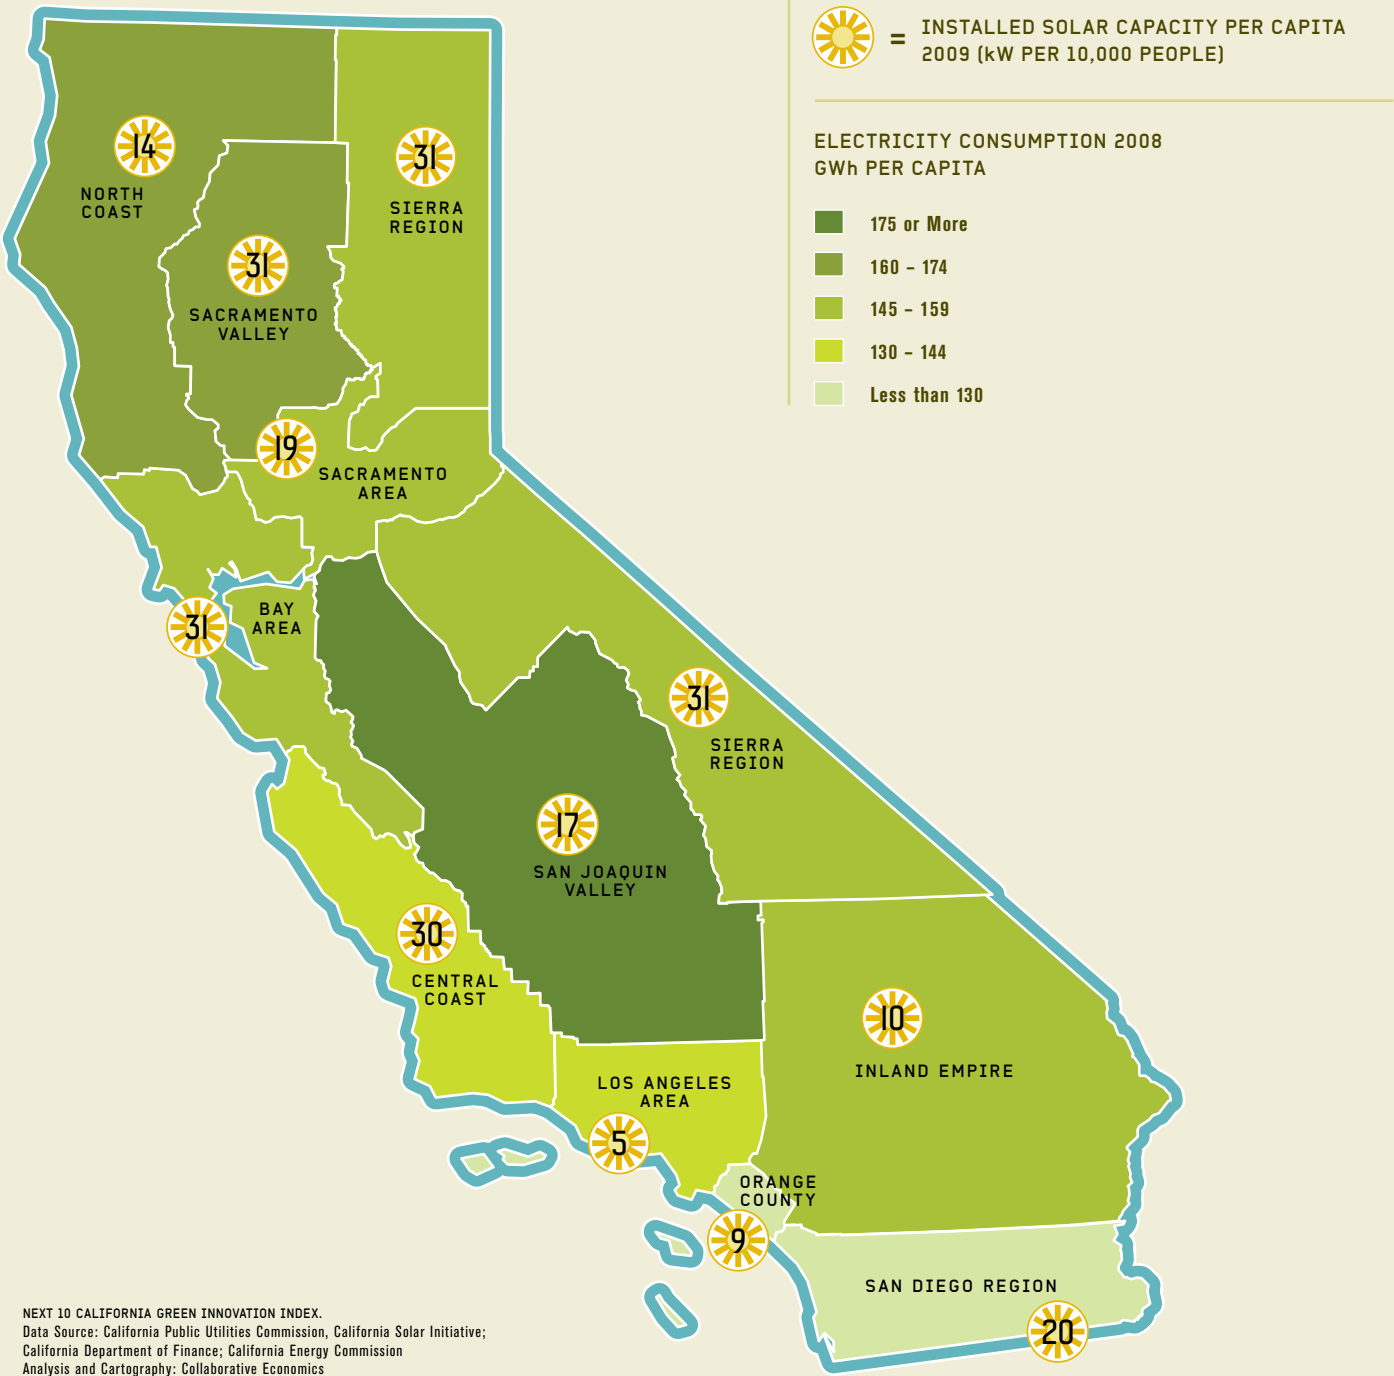 = INSTALLED SOLAR CAPACITY PER CAPITA
2009 (kW PER 10,000 PEOPLE)
ELECTRICITY CONSUMPTION 2008
GWh PER CAPITA
175 or More
160 – 174
145 – 159
130 – 144
Less than 130
14
NORTH
COAST
31
SIERRA
REGION
31
SACRAMENTO
VALLEY
19
SACRAMENTO
AREA
31
BAY
AREA
31
SIERRA
REGION
17
SAN JOAQUIN
VALLEY
30
CENTRAL
COAST
10
INLAND EMPIRE
LOS ANGELES
AREA
5
ORANGE
COUNTY
9
SAN DIEGO REGION
20
NEXT 10 CALIFORNIA GREEN INNOVATION INDEX.
Data Source: California Public Utilities Commission, California Solar Initiative;
California Department of Finance; California Energy Commission
Analysis and Cartography: Collaborative Economics